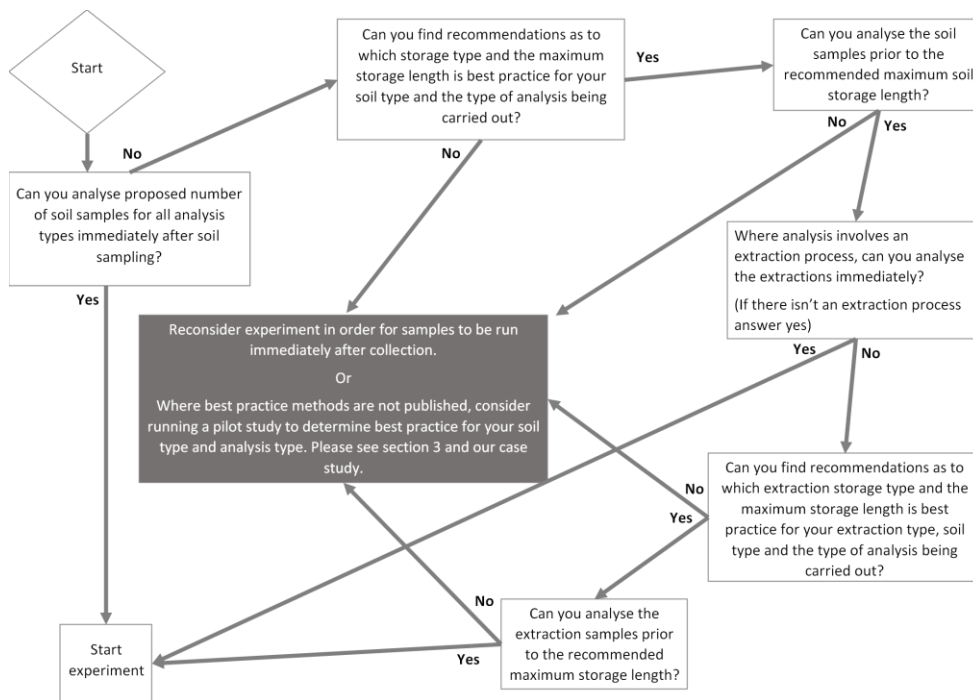 Start
Can you find recommendations as to
which storage type and the maximum
storage length is best practice for your
soil type and the type of analysis being
carried out?
Yes
Can you analyse the soil
samples prior to the
recommended maximum soil
storage length?
No
No
No
Yes
Can you analyse proposed number
of soil samples for all analysis
types immediately after soil
sampling?
Where analysis involves an
extraction process, can you analyse
the extractions immediately?
(If there isn't an extraction process
answer yes)
Yes
Reconsider experiment in order for samples to be run
immediately after collection.
Or
Where best practice methods are not published, consider
running a pilot study to determine best practice for your soil
type and analysis type. Please see section 3 and our case
study.
Yes
No
Can you find recommendations as to
which extraction storage type and the
maximum storage length is best
practice for your extraction type, soil
type and the type of analysis being
carried out?
No
Yes
No
Can you analyse the
extraction samples prior
to the recommended
maximum storage length?
Yes
Start
experiment